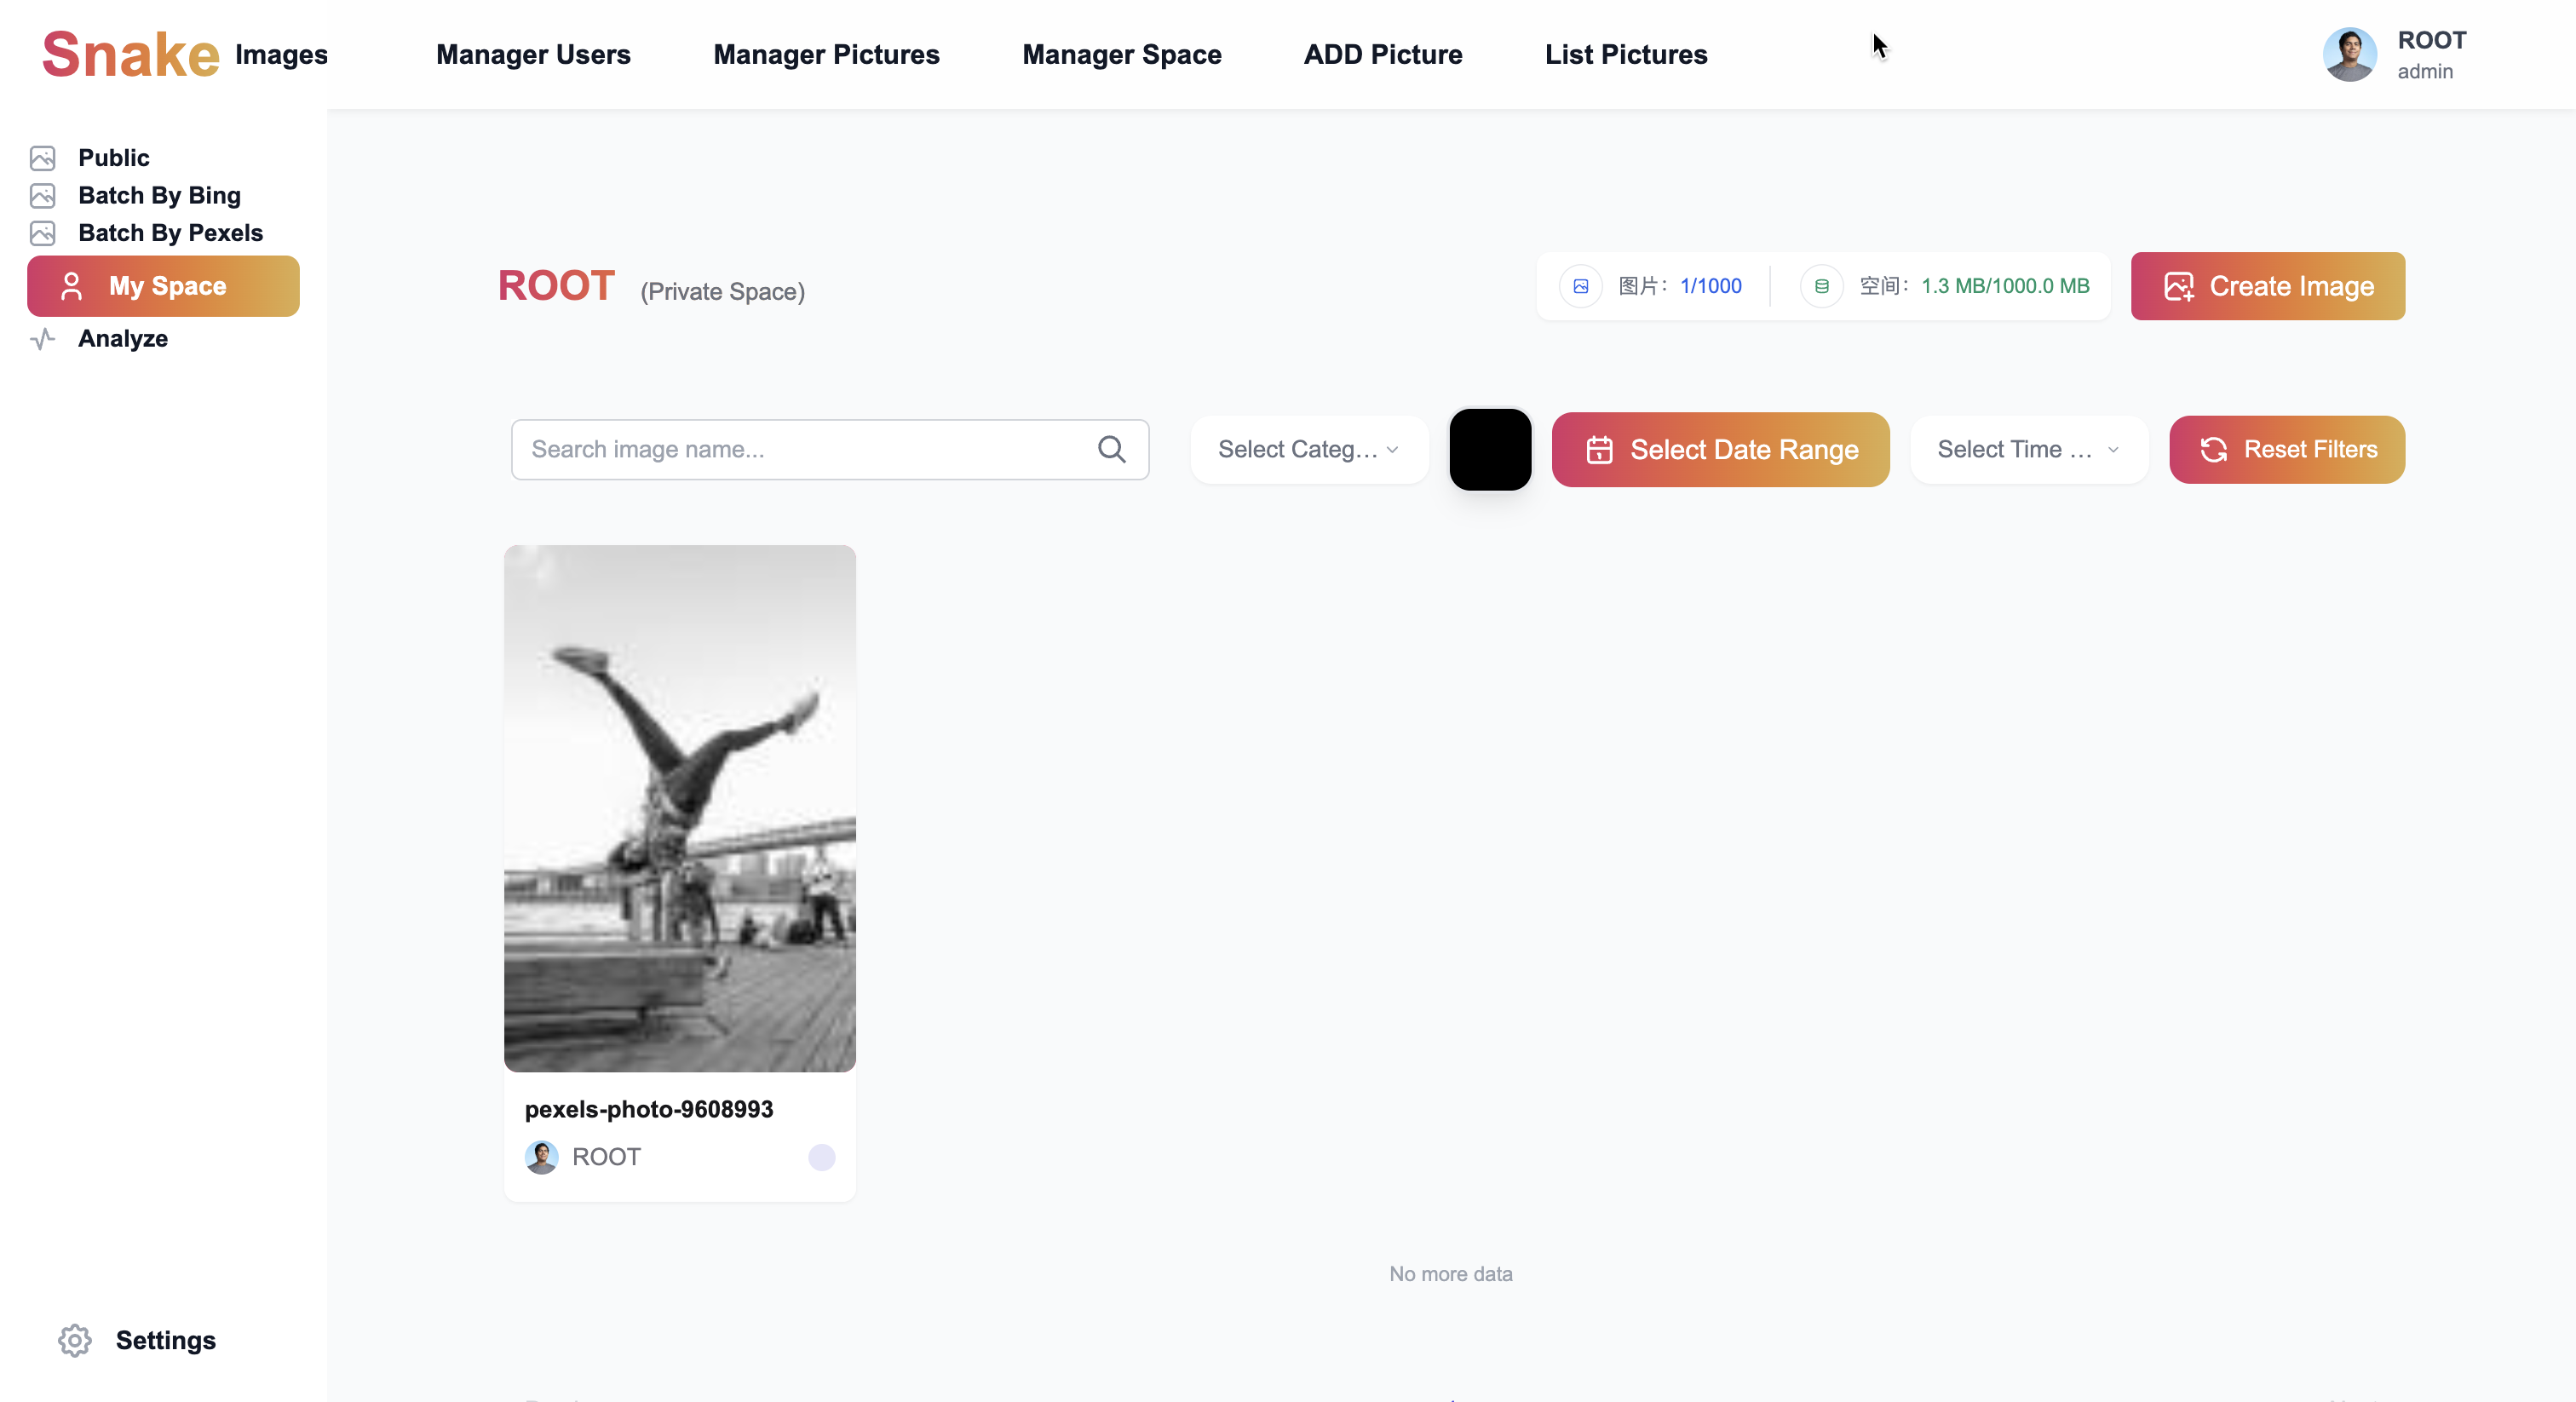 Snake Images
Manager Users
Manager Pictures
Manager Space
ADD Picture
List Pictures
ROOT
admin
Public
Batch By Bing
Batch By Pexels
My Space
Analyze
Settings
ROOT (Private Space)
图片：1/1000
空间：1.3 MB/1000.0 MB
Create Image
Search image name...
Select Categ...
Select Date Range
Select Time ...
Reset Filters
pexels-photo-9608993
ROOT
No more data